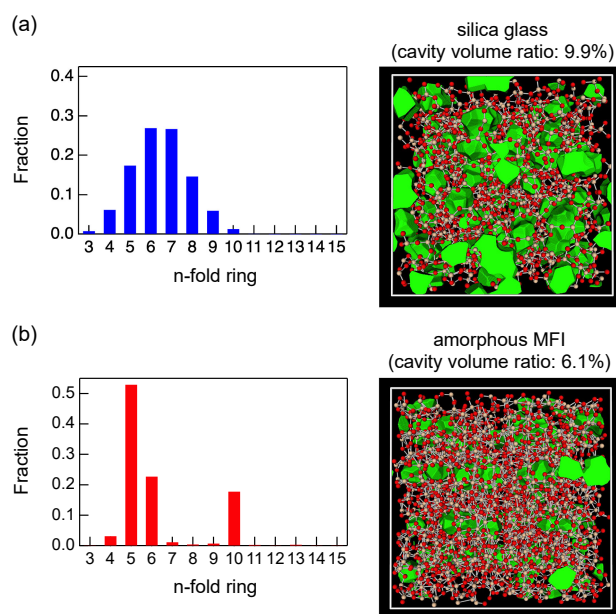 (a)
silica glass
(cavity volume ratio: 9.9%)
0.4
0.3
0.2
0.1
0.0
Fraction
3 4 5 6 7 8 9 10 11 12 13 14 15
n-fold ring
(b)
amorphous MFI
(cavity volume ratio: 6.1%)
0.5
0.4
0.3
0.2
0.1
0.0
Fraction
3 4 5 6 7 8 9 10 11 12 13 14 15
n-fold ring